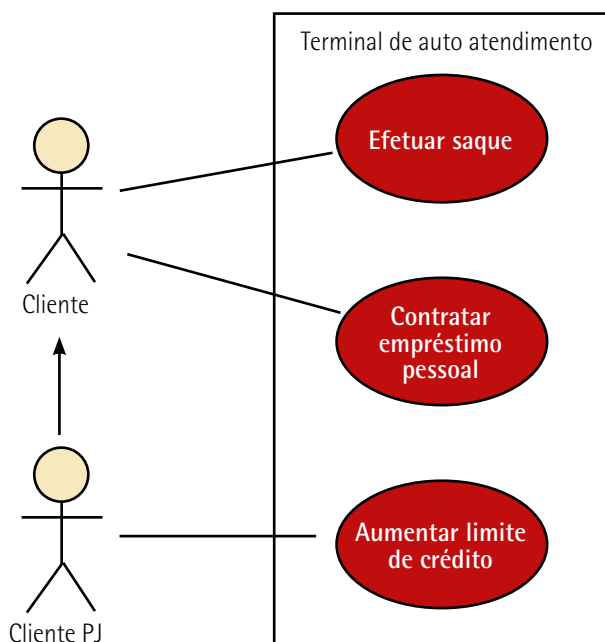 Terminal de auto atendimento
Efetuar saque
Cliente
Contratar
empréstimo
pessoal
Aumentar limite
de crédito
Cliente PJ